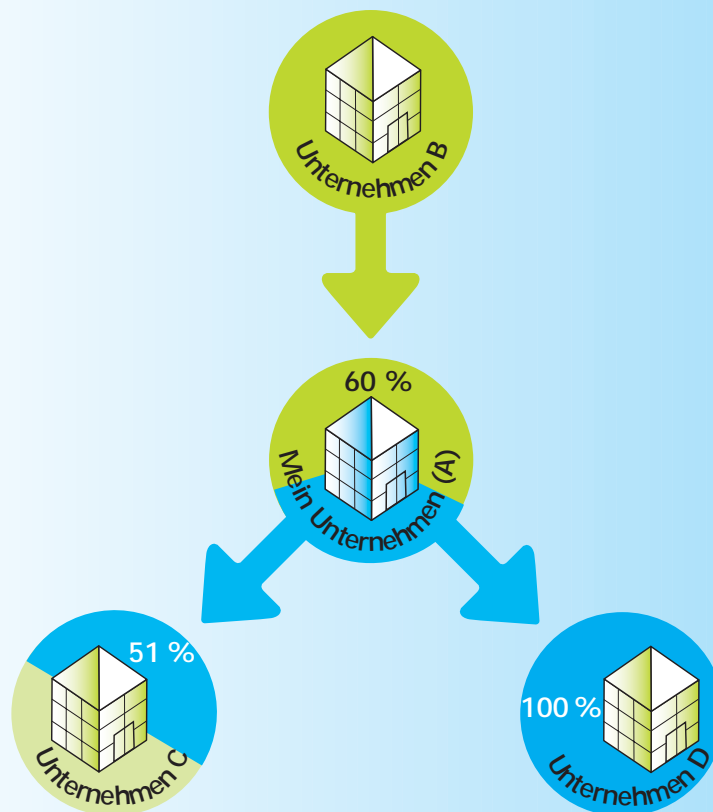 Unternehmen B
60 %
Mein Unternehmen (A)
51 %
Unternehmen C
100 %
Unternehmen D